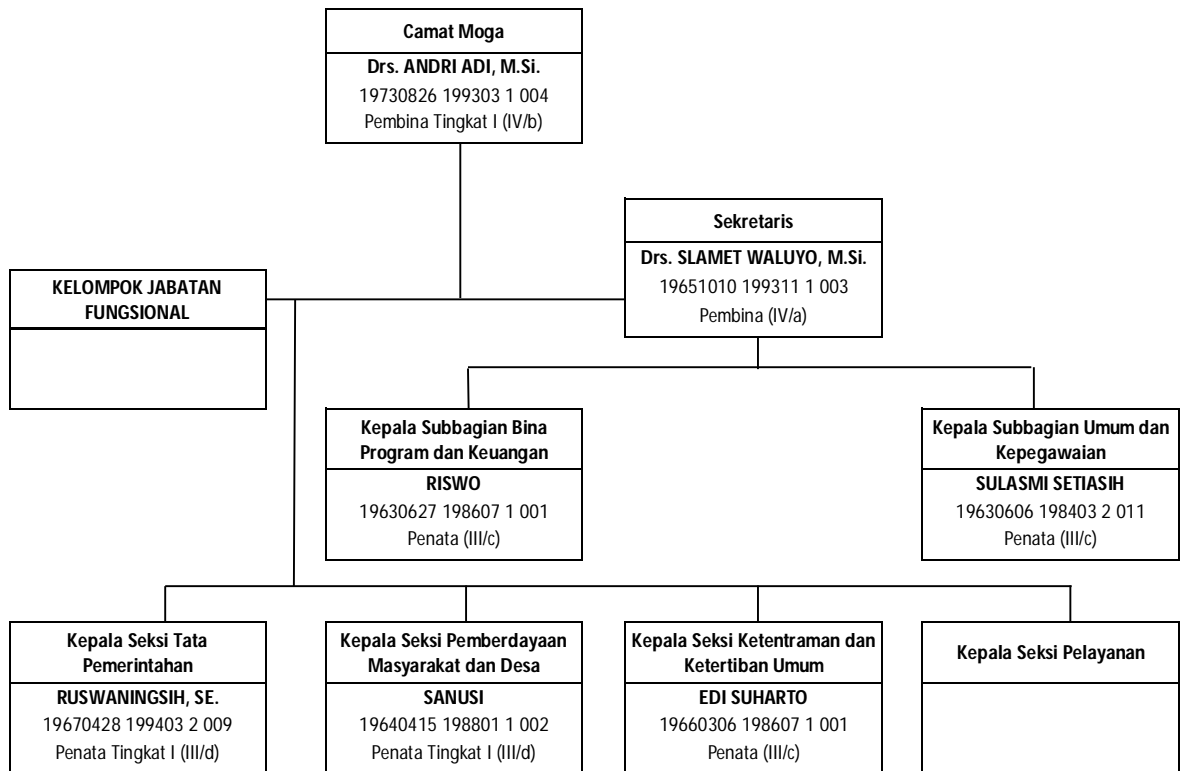 Camat Moga
Drs. ANDRI ADI, M.Si.
19730826 199303 1 004
Pembina Tingkat I (IV/b)
Sekretaris
Drs. SLAMET WALUYO, M.Si.
19651010 199311 1 003
Pembina (IV/a)
KELOMPOK JABATAN
FUNGSIONAL
Kepala Subbagian Bina
Program dan Keuangan
RISWO
19630627 198607 1 001
Penata (III/c)
Kepala Subbagian Umum dan
Kepegawaian
SULASMI SETIASIH
19630606 198403 2 011
Penata (III/c)
Kepala Seksi Tata
Pemerintahan
RUSWANINGSIH, SE.
19670428 199403 2 009
Penata Tingkat I (III/d)
Kepala Seksi Pemberdayaan
Masyarakat dan Desa
SANUSI
19640415 198801 1 002
Penata Tingkat I (III/d)
Kepala Seksi Ketentraman dan
Ketertiban Umum
EDI SUHARTO
19660306 198607 1 001
Penata (III/c)
Kepala Seksi Pelayanan